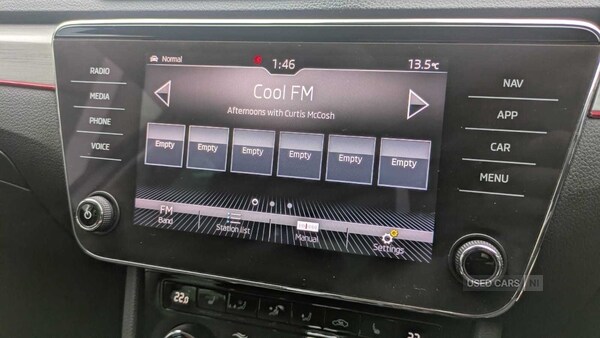 RADIO
MEDIA
PHONE
VOICE
Normal
1:46
13.5℃
Cool FM
Afternoons with Curtis McCosh
Empty
Empty
Empty
Empty
Empty
Empty
FM
Band
Station list
Manual
Settings
NAV
APP
CAR
MENU
22.0
22
USED CARS NI